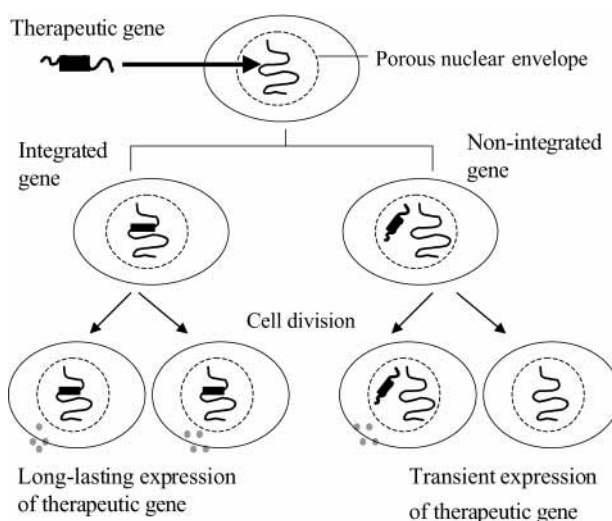 Therapeutic gene
Porous nuclear envelope
Integrated
gene
Non-integrated
gene
Cell division
Long-lasting expression
of therapeutic gene
Transient expression
of therapeutic gene